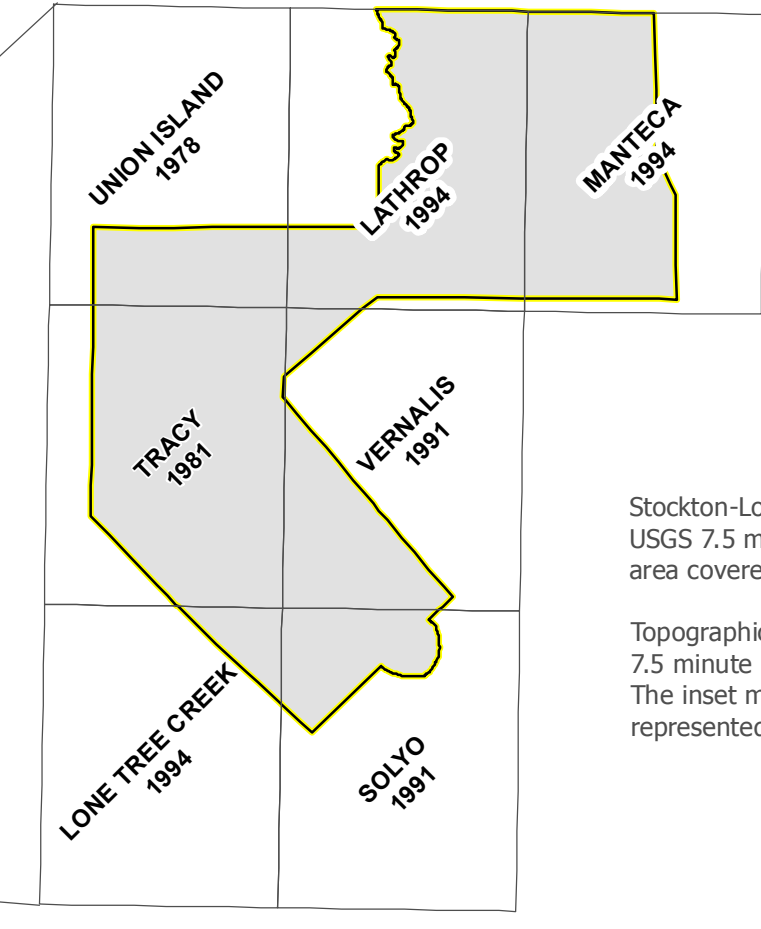 UNION ISLAND
1978
LATHROP
1994
MANTECA
1994
TRACY
1981
VERNALIS
1991
LONE TREE CREEK
1994
SOLYO
1991
Stockton-Lo
USGS 7.5 m
area covere
Topographi
7.5 minute
The inset m
represented